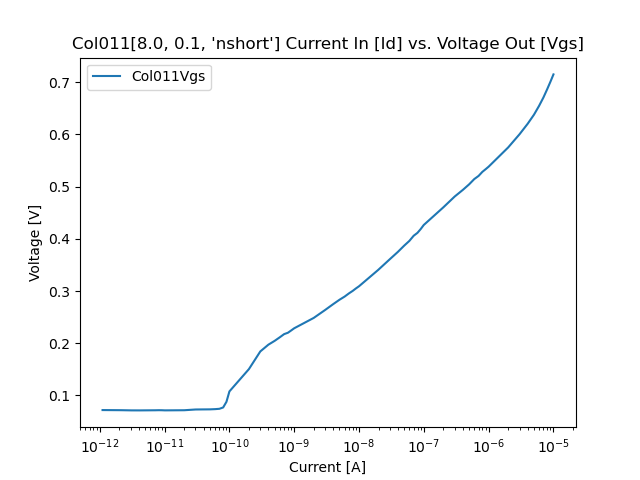 Col011[8.0, 0.1, 'nshort'] Current In [Id] vs. Voltage Out [Vgs]
Col011Vgs
Voltage [V]
0.7
0.6
0.5
0.4
0.3
0.2
0.1
10⁻¹² 10⁻¹¹ 10⁻¹⁰ 10⁻⁹ 10⁻⁸ 10⁻⁷ 10⁻⁶ 10⁻⁵
Current [A]